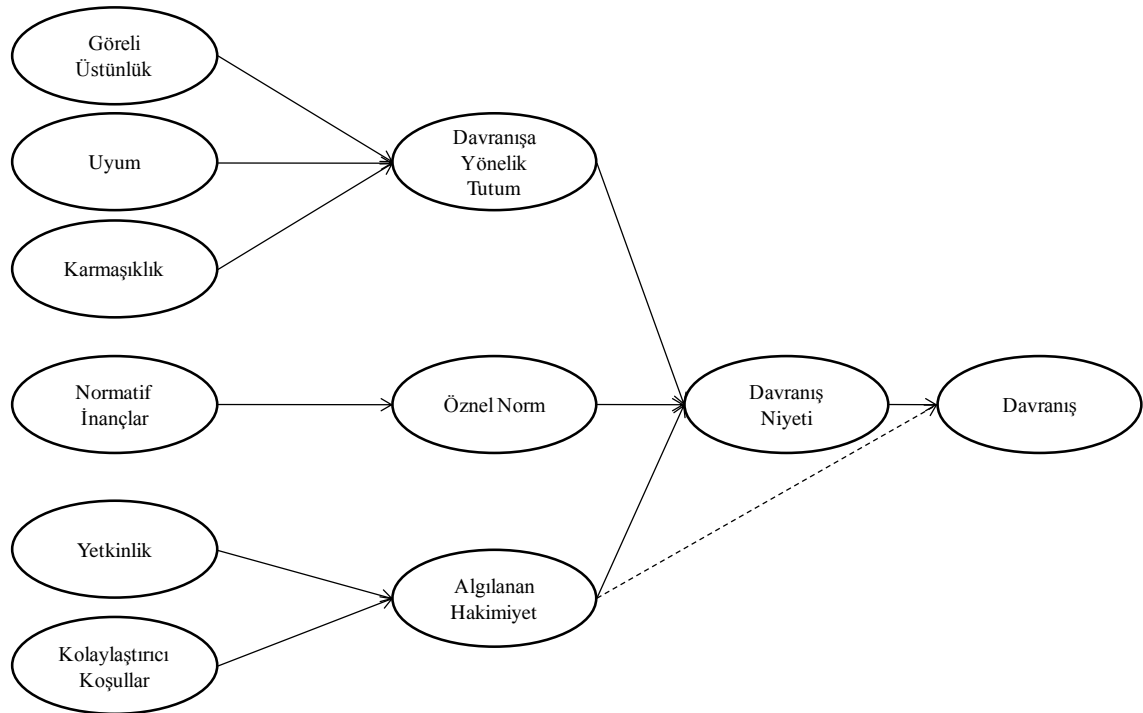 Göreli
Üstünlük
Uyum
Karmaşıklık
Davranışa
Yönelik
Tutum
Normatif
İnançlar
Öznel Norm
Davranış
Niyeti
Davranış
Yetkinlik
Kolaylaştırıcı
Koşullar
Algılanan
Hakimiyet